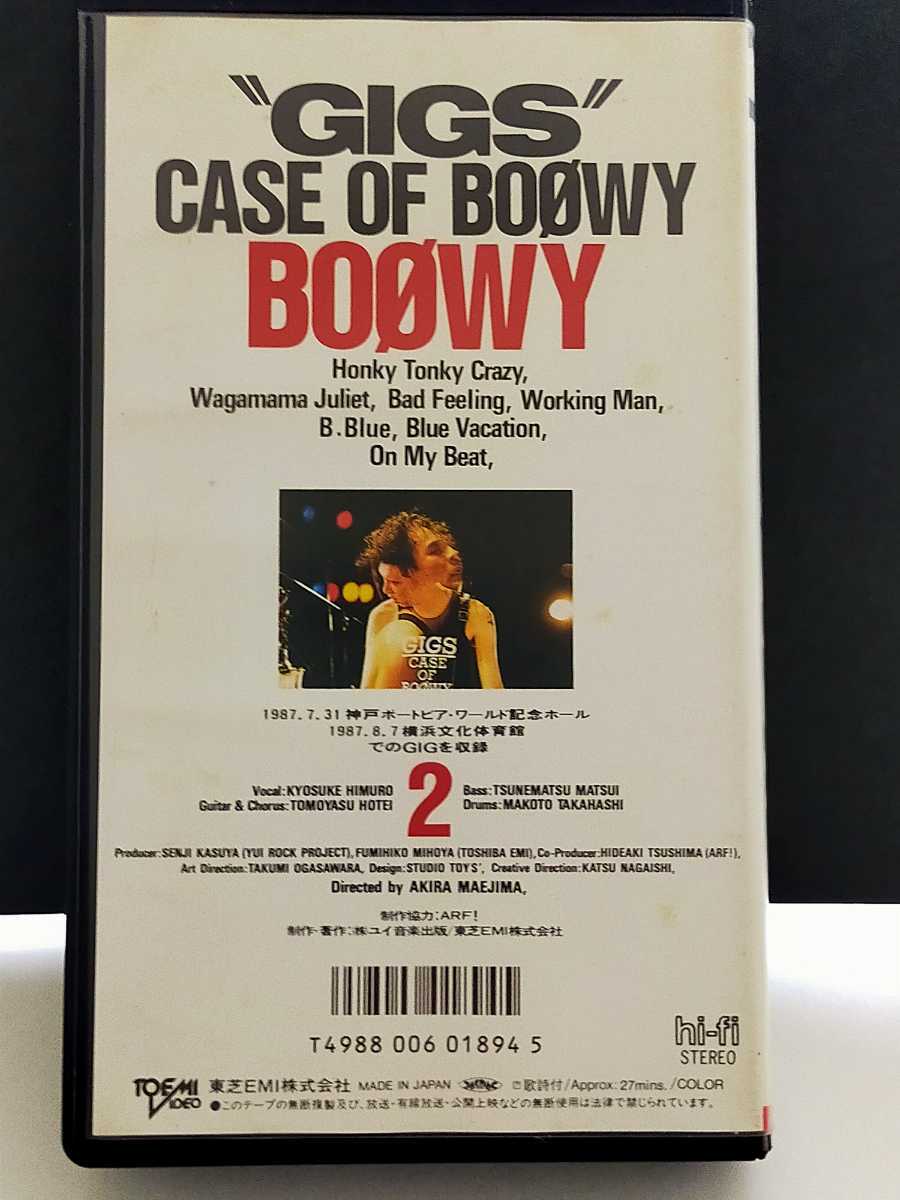 "GIGS"
CASE OF BOØWY
BOØWY
Honky Tonky Crazy,
Wagamama Juliet, Bad Feeling, Working Man,
B.Blue, Blue Vacation,
On My Beat,
GIGS
CASE
OF
BOØWY
1987.7.31 神戸ポートピア・ワールド記念ホール
1987.8.7 横浜文化体育館
でのGIGを収録
Vocal:KYOSUKE HIMURO
Guitar & Chorus:TOMOYASU HOTEI
2
Bass:TSUNEMATSU MATSUI
Drums:MAKOTO TAKAHASHI
Producer:SENJI KASUYA (YUI ROCK PROJECT),FUMIHIKO MIHOYA (TOSHIBA EMI),Co-Producer:HIDEAKI TSUSHIMA (ARF!),
Art Direction:TAKUMI OGASAWARA, Design:STUDIO TOYS', Creative Direction:KATSU NAGAISHI,
Directed by AKIRA MAEJIMA,
制作協力:ARF!
制作・著作:㈱ユイ音楽出版/東芝EMI株式会社
T4988 006 01894 5
hi-fi
STEREO
TOEMI
VIDEO
東芝EMI株式会社 MADE IN JAPAN 歌詩付/Approx:27mins./COLOR
●このテープの無断複製及び、放送・有線放送・公開上映などの無断使用は法律で禁じられています。